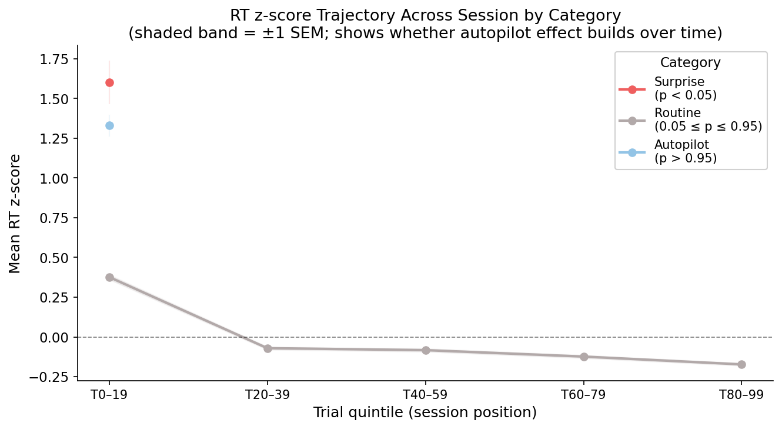 RT z-score Trajectory Across Session by Category
(shaded band = ±1 SEM; shows whether autopilot effect builds over time)
Category
Surprise
(p < 0.05)
Routine
(0.05 ≤ p ≤ 0.95)
Autopilot
(p > 0.95)
Mean RT z-score
1.75
1.50
1.25
1.00
0.75
0.50
0.25
0.00
−0.25
T0–19
T20–39
T40–59
T60–79
T80–99
Trial quintile (session position)